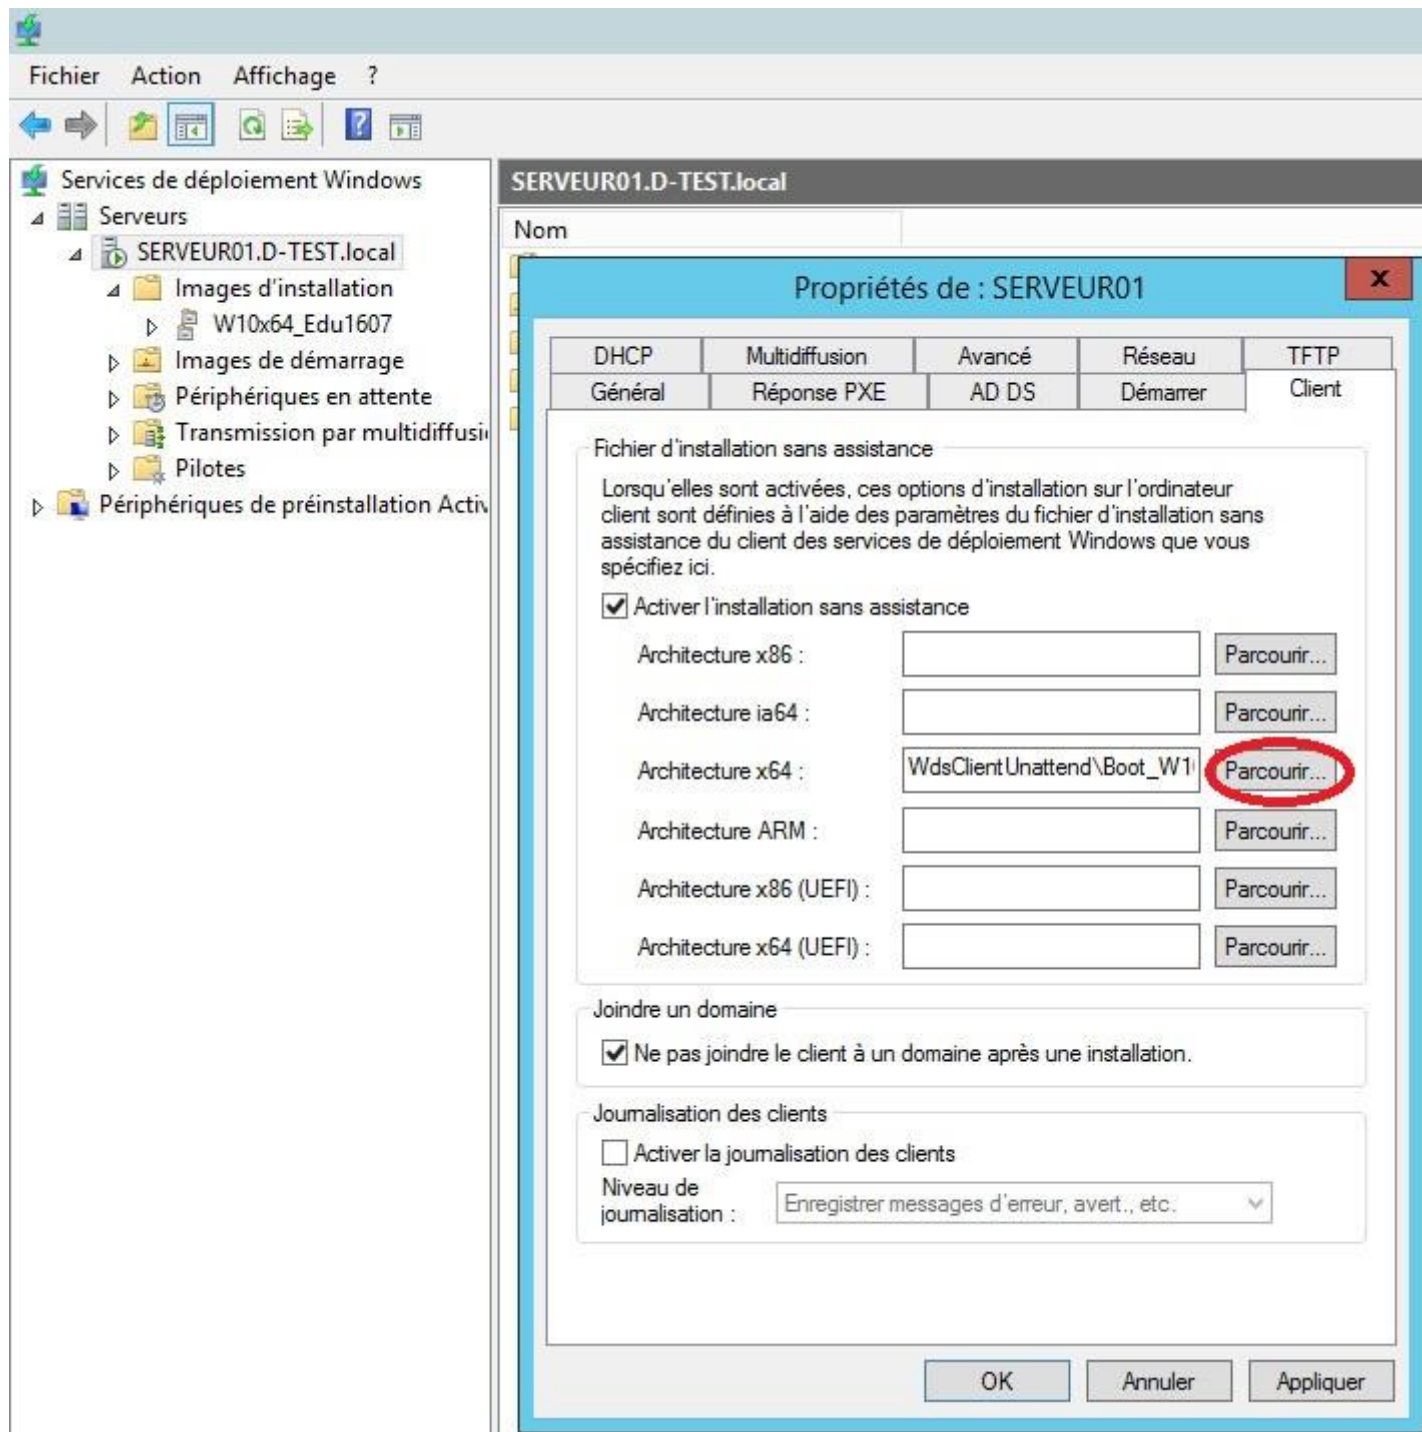 Fichier Action Affichage ?
Services de déploiement Windows
Serveurs
SERVEUR01.D-TEST.local
Images d'installation
W10x64_Edu1607
Images de démarrage
Périphériques en attente
Transmission par multidiffusi
Pilotes
Périphériques de préinstallation Activ
SERVEUR01.D-TEST.local
Nom
Propriétés de : SERVEUR01
x
DHCP Multidiffusion Avancé Réseau TFTP
Général Réponse PXE AD DS Démarrer Client
Fichier d'installation sans assistance
Lorsqu'elles sont activées, ces options d'installation sur l'ordinateur
client sont définies à l'aide des paramètres du fichier d'installation sans
assistance du client des services de déploiement Windows que vous
spécifiez ici.
Activer l'installation sans assistance
Architecture x86 : Parcourir...
Architecture ia64 : Parcourir...
Architecture x64 : WdsClientUnattend\Boot_W1 Parcourir...
Architecture ARM : Parcourir...
Architecture x86 (UEFI) : Parcourir...
Architecture x64 (UEFI) : Parcourir...
Joindre un domaine
Ne pas joindre le client à un domaine après une installation.
Journalisation des clients
Activer la journalisation des clients
Niveau de
journalisation : Enregistrer messages d'erreur, avert., etc.
OK Annuler Appliquer